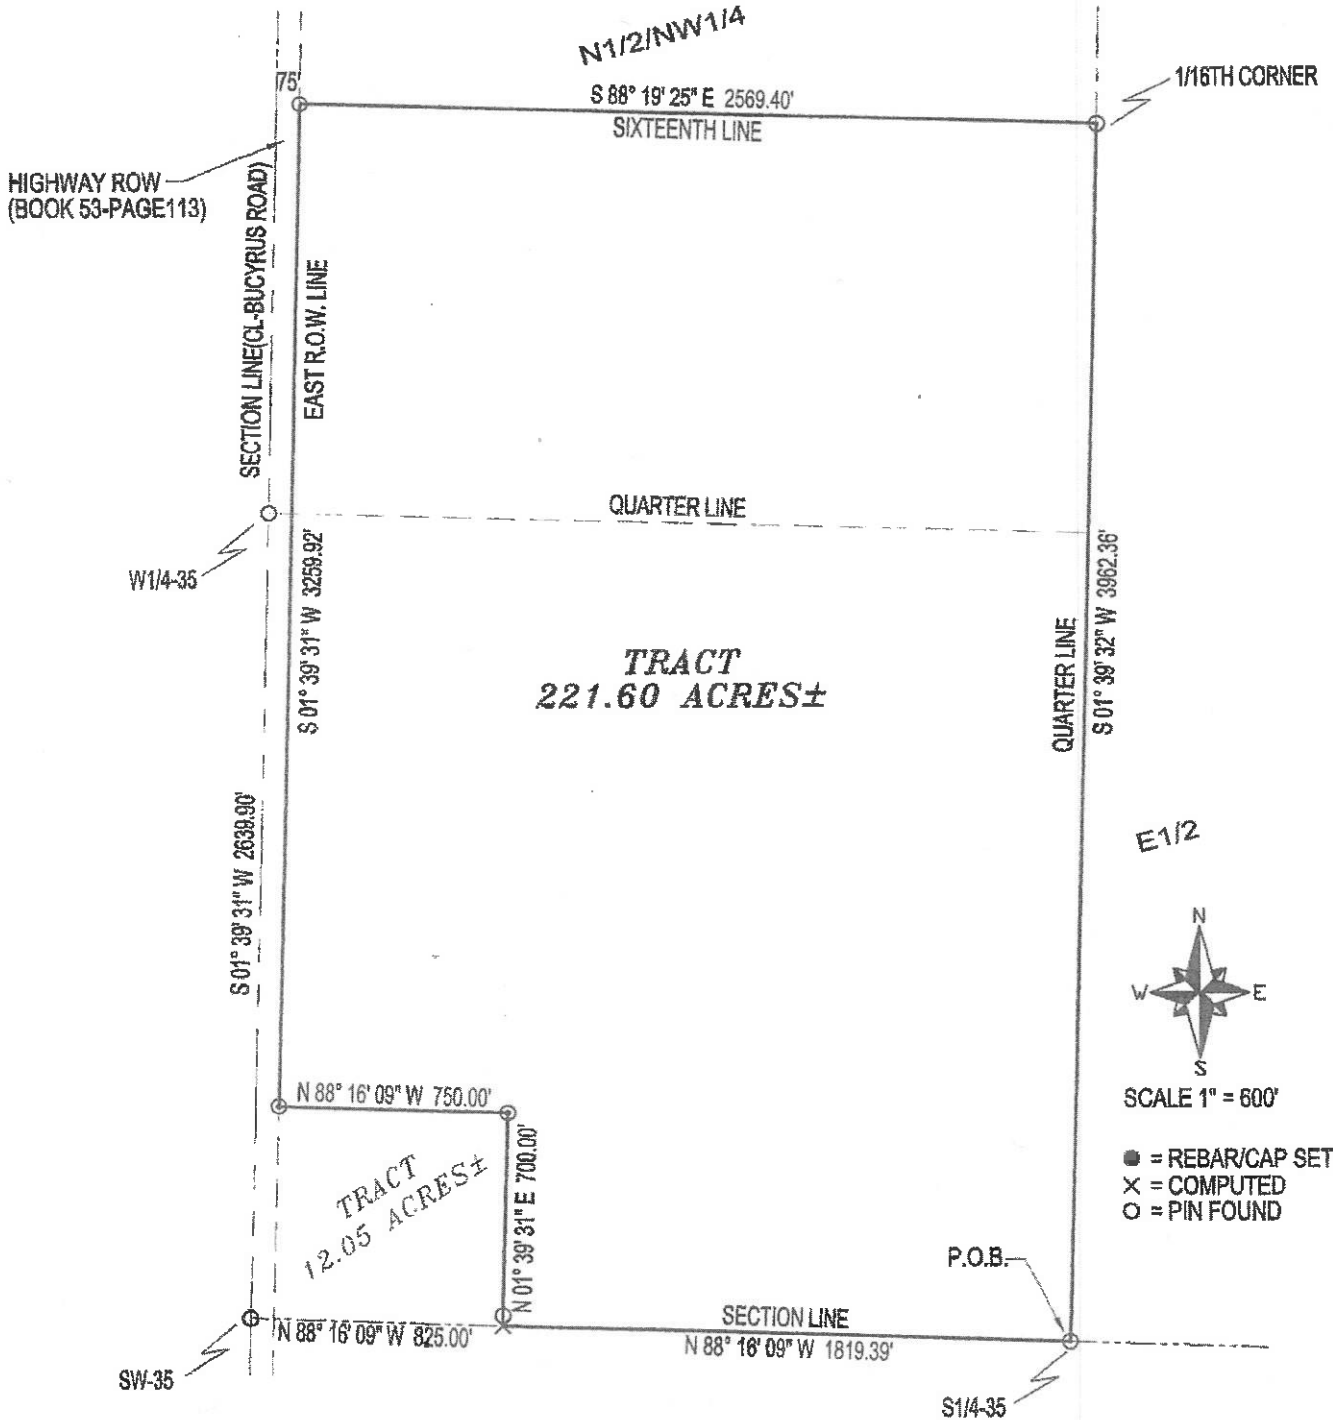 N1/2/NW1/4
75'
S 88° 19' 25" E 2569.40'
SIXTEENTH LINE
1/16TH CORNER
HIGHWAY ROW
(BOOK 53-PAGE113)
SECTION LINE(CL-BUCYRUS ROAD)
EAST R.O.W. LINE
QUARTER LINE
W1/4-35
S 01° 39' 31" W 3259.92'
QUARTER LINE
S 01° 39' 32" W 3962.36'
TRACT
221.60 ACRES±
S 01° 39' 31" W 2639.90'
E1/2
N
W E
S
SCALE 1" = 600'
N 88° 16' 09" W 750.00'
TRACT
12.05 ACRES±
N 01° 39' 31" E 700.00'
= REBAR/CAP SET
X = COMPUTED
O = PIN FOUND
P.O.B.
SECTION LINE
N 88° 16' 09" W 825.00'
N 88° 16' 09" W 1819.39'
SW-35
S1/4-35